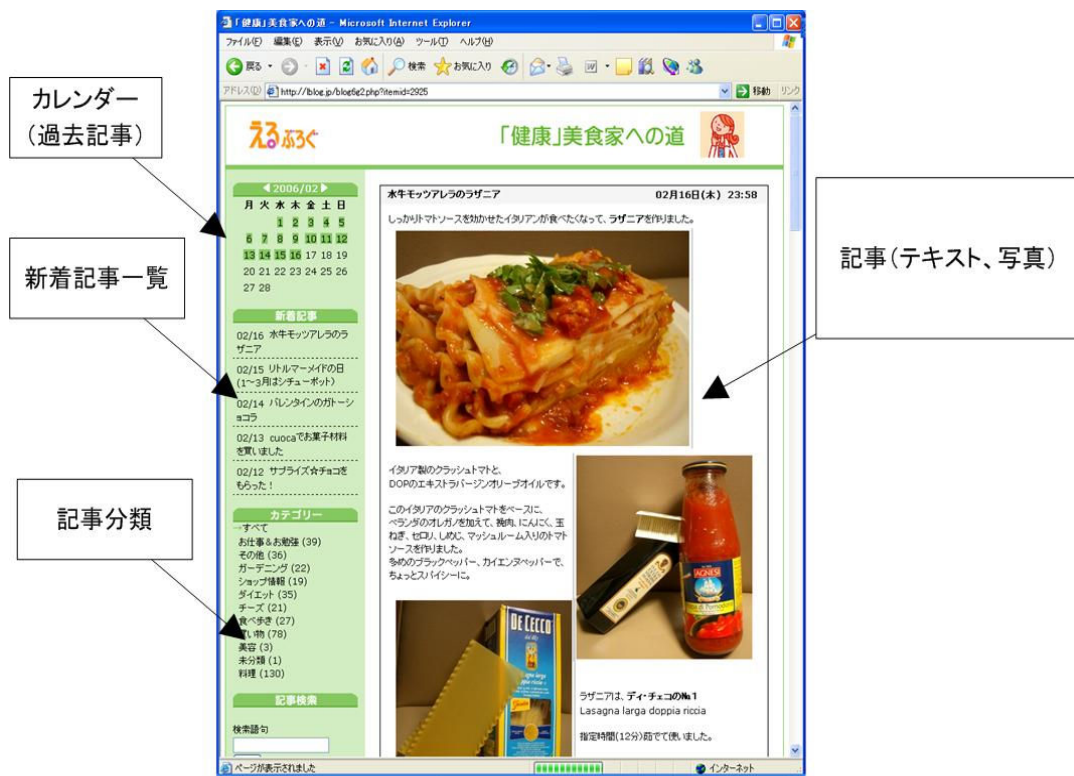 「健康」美食家への道 - Microsoft Internet Explorer
ファイル(F) 編集(E) 表示(V) お気に入り(A) ツール(T) ヘルプ(H)
戻る 検索 お気に入り
アドレス(D) http://lblog.jp/blog6g2.php?itemid=2925 移動 リンク
カレンダー
(過去記事)
新着記事一覧
記事分類
記事(テキスト、写真)
えるぶろぐ
「健康」美食家への道
2006/02
月 火 水 木 金 土 日
1 2 3 4 5
6 7 8 9 10 11 12
13 14 15 16 17 18 19
20 21 22 23 24 25 26
27 28
新着記事
02/16 水牛モッツアレラのラ
ザニア
02/15 リトルマーメイドの日
(1~3月はシチューポット)
02/14 バレンタインのガトーシ
ョコラ
02/13 cuocaでお菓子材料
を買いました
02/12 サプライズ☆チョコを
もらった!
カテゴリー
→すべて
お仕事&お勉強 (39)
その他 (36)
ガーデニング (22)
ショップ情報 (19)
ダイエット (35)
チーズ (21)
食べ歩き (27)
買い物 (78)
美容 (3)
未分類 (1)
料理 (130)
記事検索
検索語句
水牛モッツアレラのラザニア 02月16日(木) 23:58
しっかりトマトソースを効かせたイタリアンが食べたくなって、ラザニアを作りました。
イタリア製のクラッシュトマトと、
DOPのエキストラバージンオリーブオイルです。
このイタリアのクラッシュトマトをベースに、
ベランダのオレガノを加えて、挽肉、にんにく、玉
ねぎ、セロリ、しめじ、マッシュルーム入りのトマト
ソースを作りました。
多めのブラックペッパー、カイエンヌペッパーで、
ちょっとスパイシーに。
AGNESI
DE CECCO
ラザニアは、ディ・チェコの№1
Lasagna larga doppia riccia
指定時間(12分)茹でて使いました。
ページが表示されました インターネット